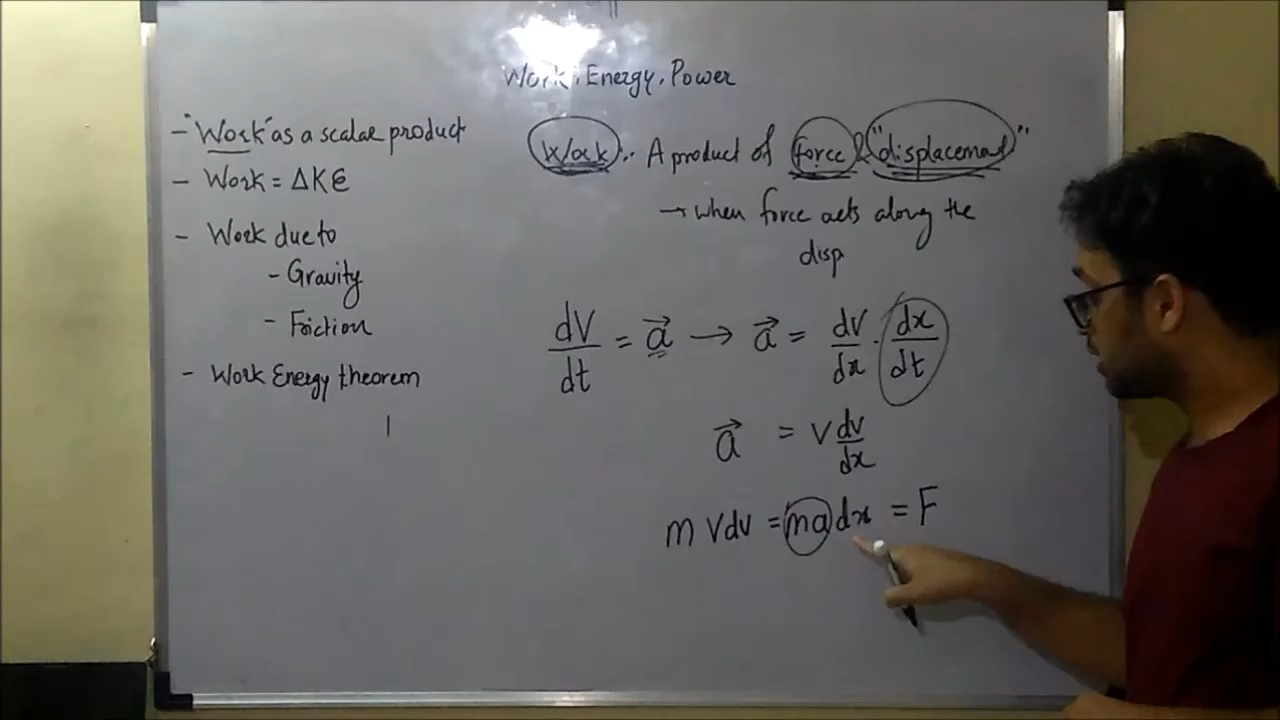 Work, Energy, Power
- "Work" as a scalar product
- Work = ΔKE
- Work due to
- Gravity
- Friction
- Work Energy theorem
Work :. A product of force & "displacement"
→ when force acts along the
disp
dV/dt = a⃗ → a⃗ = dV/dx · dx/dt
a⃗ = v dv/dx
m v dv = ma dx = F